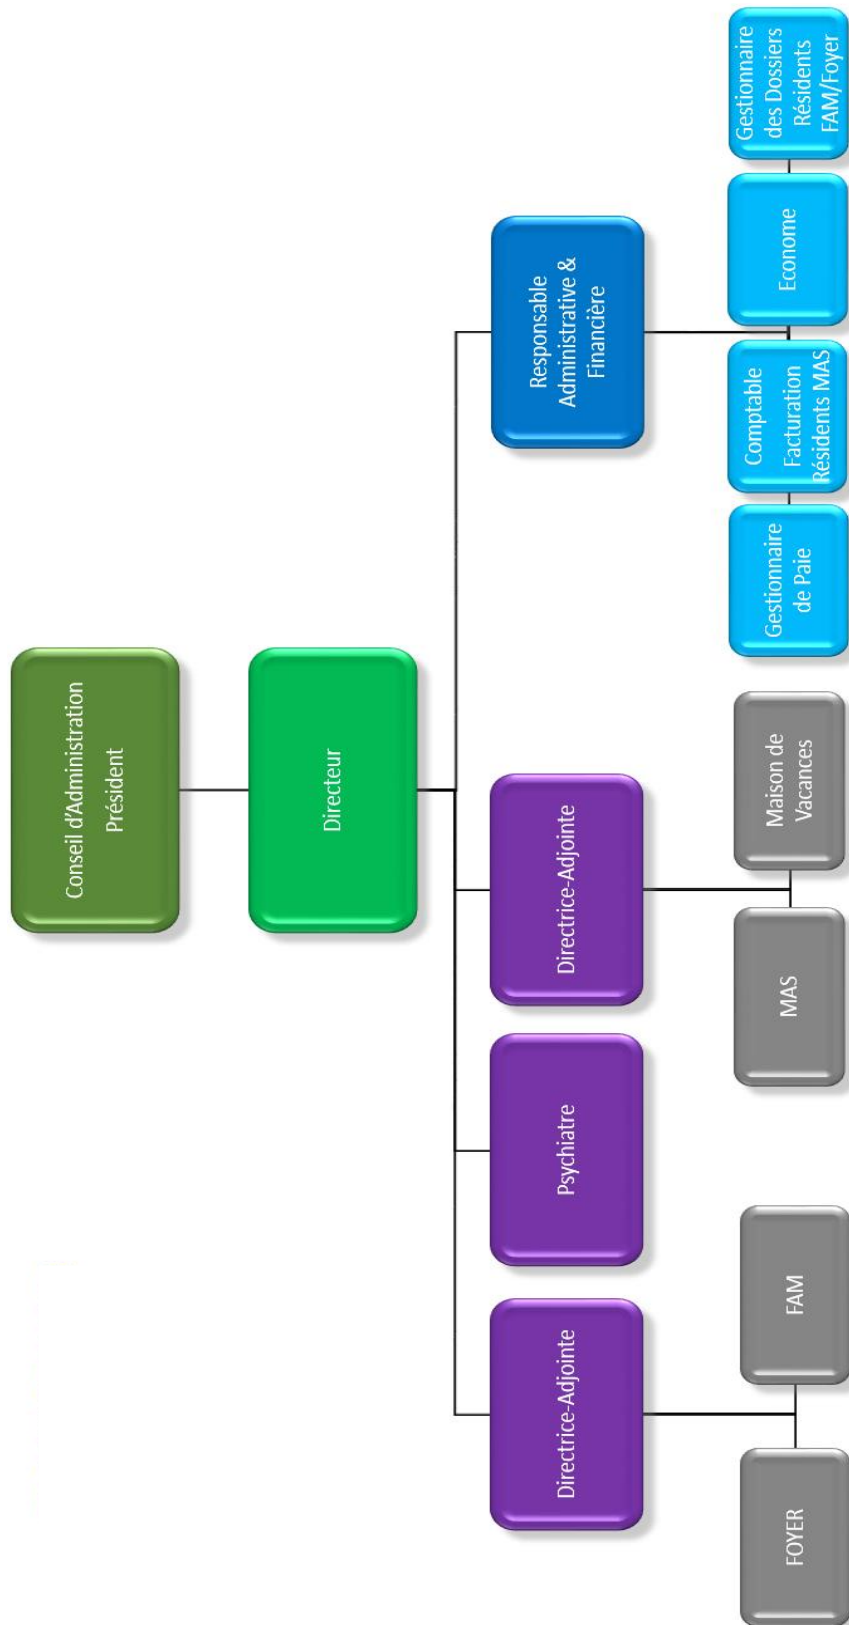 Conseil d'Administration
Président
Directeur
Directrice-Adjointe
Psychiatre
Directrice-Adjointe
Responsable
Administrative &
Financière
FOYER
FAM
MAS
Maison de
Vacances
Gestionnaire
de Paie
Comptable
Facturation
Résidents MAS
Econome
Gestionnaire
des Dossiers
Résidents
FAM/Foyer